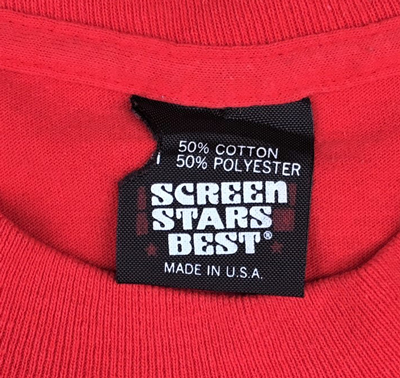 50% COTTON
50% POLYESTER
SCREEN
STARS
BEST®
MADE IN U.S.A.